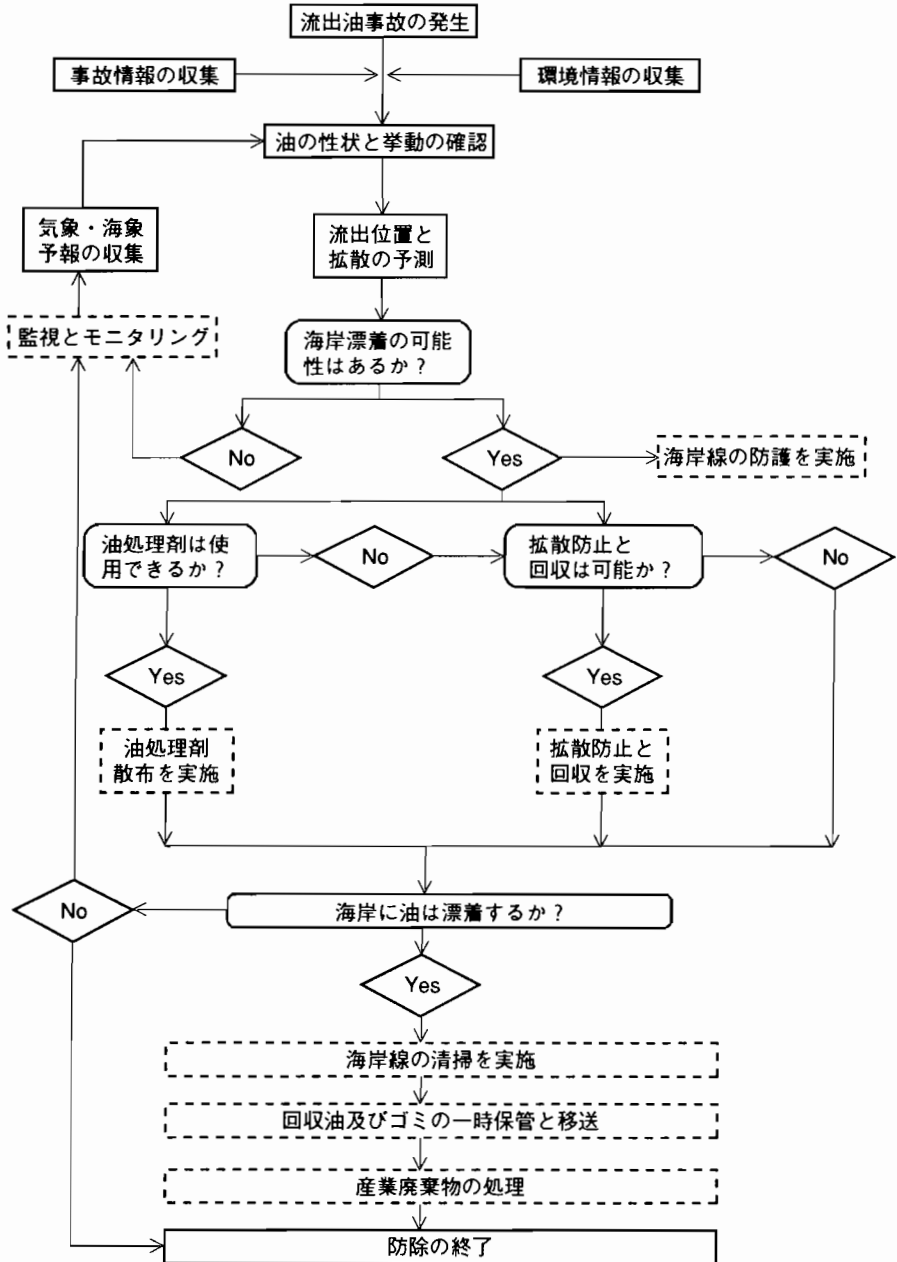 流出油事故の発生
事故情報の収集
環境情報の収集
油の性状と挙動の確認
気象・海象
予報の収集
流出位置と
拡散の予測
監視とモニタリング
海岸漂着の可能
性はあるか？
No
Yes
海岸線の防護を実施
油処理剤は使
用できるか？
No
拡散防止と
回収は可能か？
No
Yes
Yes
油処理剤
散布を実施
拡散防止と
回収を実施
No
海岸に油は漂着するか？
Yes
海岸線の清掃を実施
回収油及びゴミの一時保管と移送
産業廃棄物の処理
防除の終了